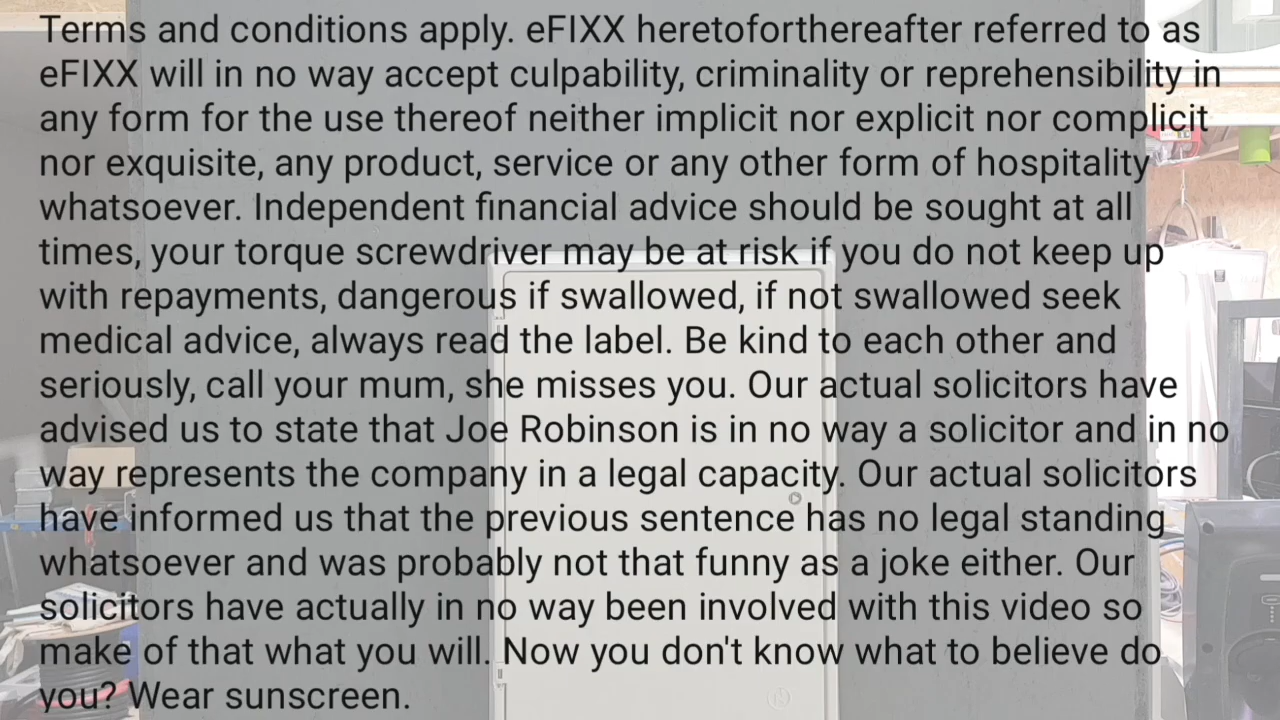 Terms and conditions apply. eFIXX heretoforthereafter referred to as
eFIXX will in no way accept culpability, criminality or reprehensibility in
any form for the use thereof neither implicit nor explicit nor complicit
nor exquisite, any product, service or any other form of hospitality
whatsoever. Independent financial advice should be sought at all
times, your torque screwdriver may be at risk if you do not keep up
with repayments, dangerous if swallowed, if not swallowed seek
medical advice, always read the label. Be kind to each other and
seriously, call your mum, she misses you. Our actual solicitors have
advised us to state that Joe Robinson is in no way a solicitor and in no
way represents the company in a legal capacity. Our actual solicitors
have informed us that the previous sentence has no legal standing
whatsoever and was probably not that funny as a joke either. Our
solicitors have actually in no way been involved with this video so
make of that what you will. Now you don't know what to believe do
you? Wear sunscreen.